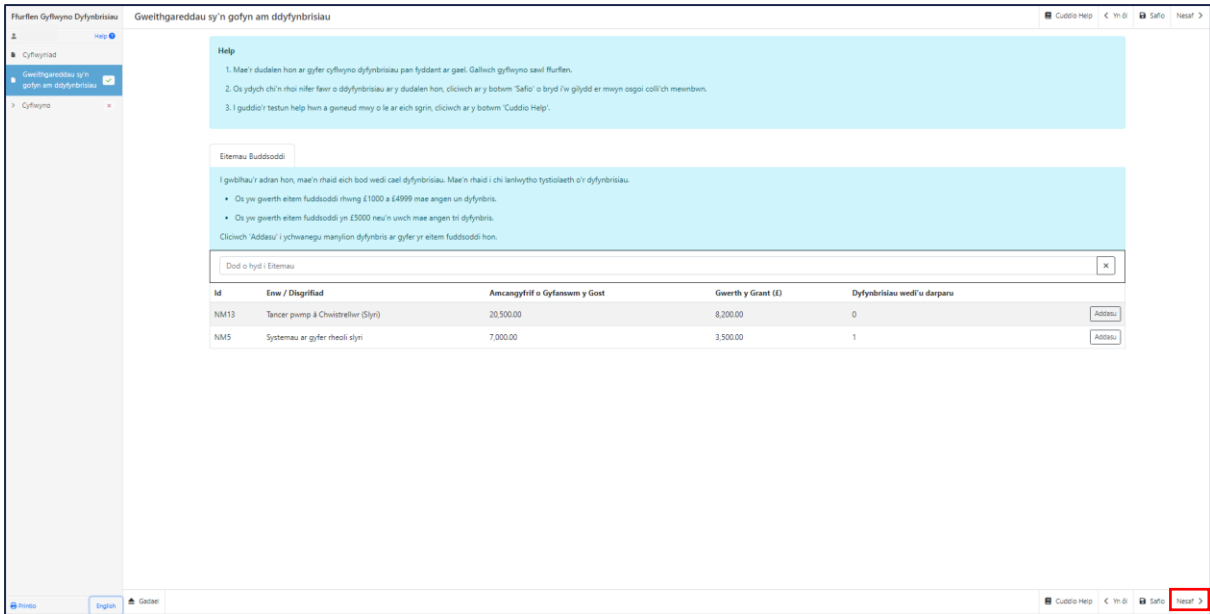 Ffurflen Gyflwyno Dyfynbrisiau
Gweithgareddau sy'n gofyn am ddyfynbrisiau
Cuddio Help
Yn ôl
Safio
Nesaf
Help
Cyflwyniad
Gweithgareddau sy'n
gofyn am ddyfynbrisiau
Cyflwyno
Help
1. Mae'r dudalen hon ar gyfer cyflwyno dyfynbrisiau pan fyddant ar gael. Gallwch gyflwyno sawl ffurflen.
2. Os ydych chi'n rhoi nifer fawr o ddyfynbrisiau ar y dudalen hon, cliciwch ar y botwm 'Safio' o bryd i'w gilydd er mwyn osgoi colli'ch mewnbwn.
3. I guddio'r testun help hwn a gwneud mwy o le ar eich sgrin, cliciwch ar y botwm 'Cuddio Help'.
Eitemau Buddsoddi
I gwblhau'r adran hon, mae'n rhaid eich bod wedi cael dyfynbrisiau. Mae'n rhaid i chi lanlwytho tystiolaeth o'r dyfynbrisiau.
• Os yw gwerth eitem fuddsoddi rhwng £1000 a £4999 mae angen un dyfynbris.
• Os yw gwerth eitem fuddsoddi yn £5000 neu'n uwch mae angen tri dyfynbris.
Cliciwch 'Addasu' i ychwanegu manylion dyfynbris ar gyfer yr eitem fuddsoddi hon.
Dod o hyd i Eitemau
Id Enw / Disgrifiad Amcangyfrif o Gyfanswm y Gost Gwerth y Grant (£) Dyfynbrisiau wedi'u darparu
NM13 Tancer pwmp â Chwistrellwr (Slyri) 20,500.00 8,200.00 0 Addasu
NM5 Systemau ar gyfer rheoli slyri 7,000.00 3,500.00 1 Addasu
Printio
English
Gadael
Cuddio Help
Yn ôl
Safio
Nesaf